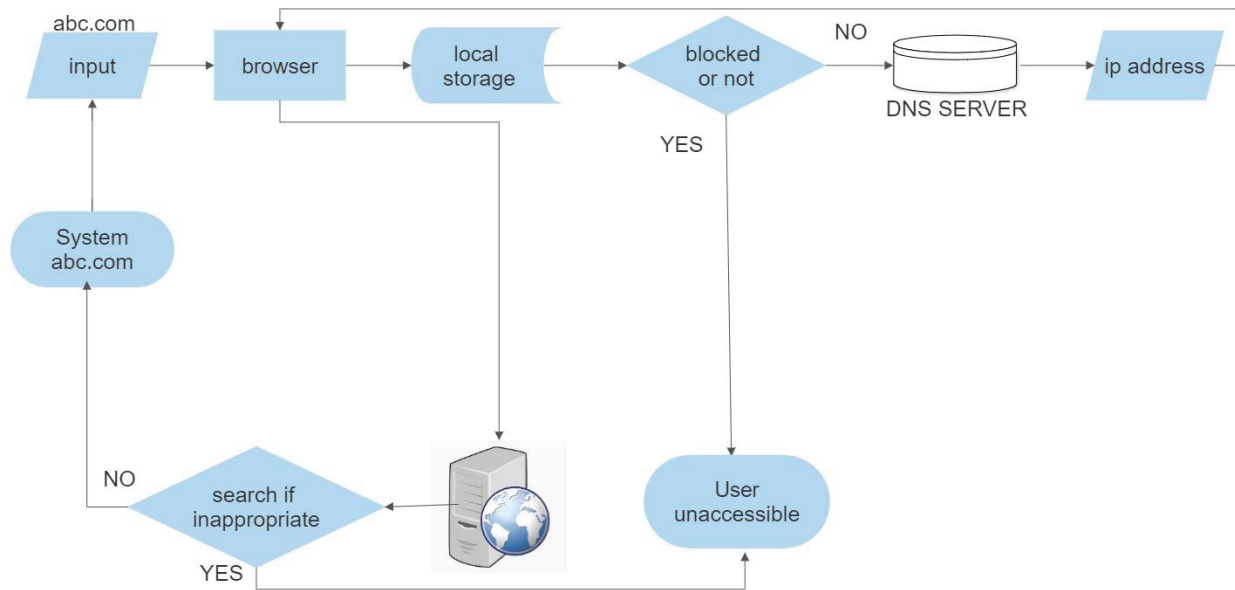 abc.com
input
browser
local
storage
blocked
or not
NO
DNS SERVER
ip address
YES
System
abc.com
NO
search if
inappropriate
YES
User
unaccessible